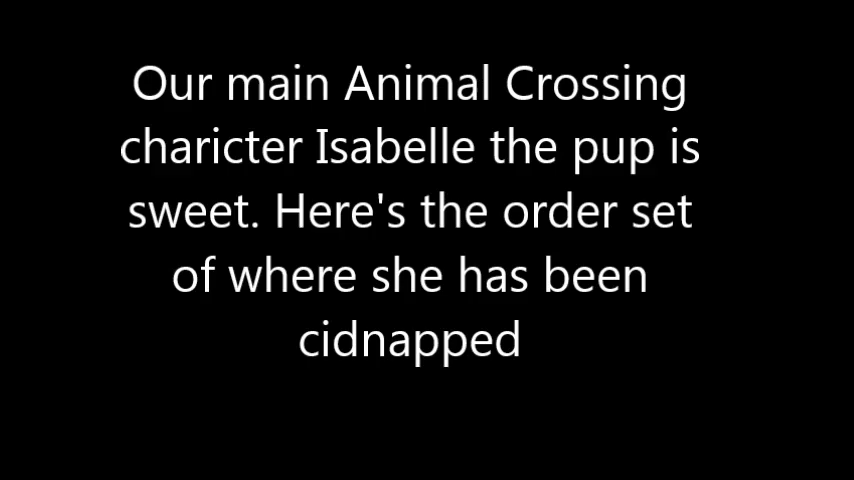 Our main Animal Crossing
charicter Isabelle the pup is
sweet. Here's the order set
of where she has been
cidnapped